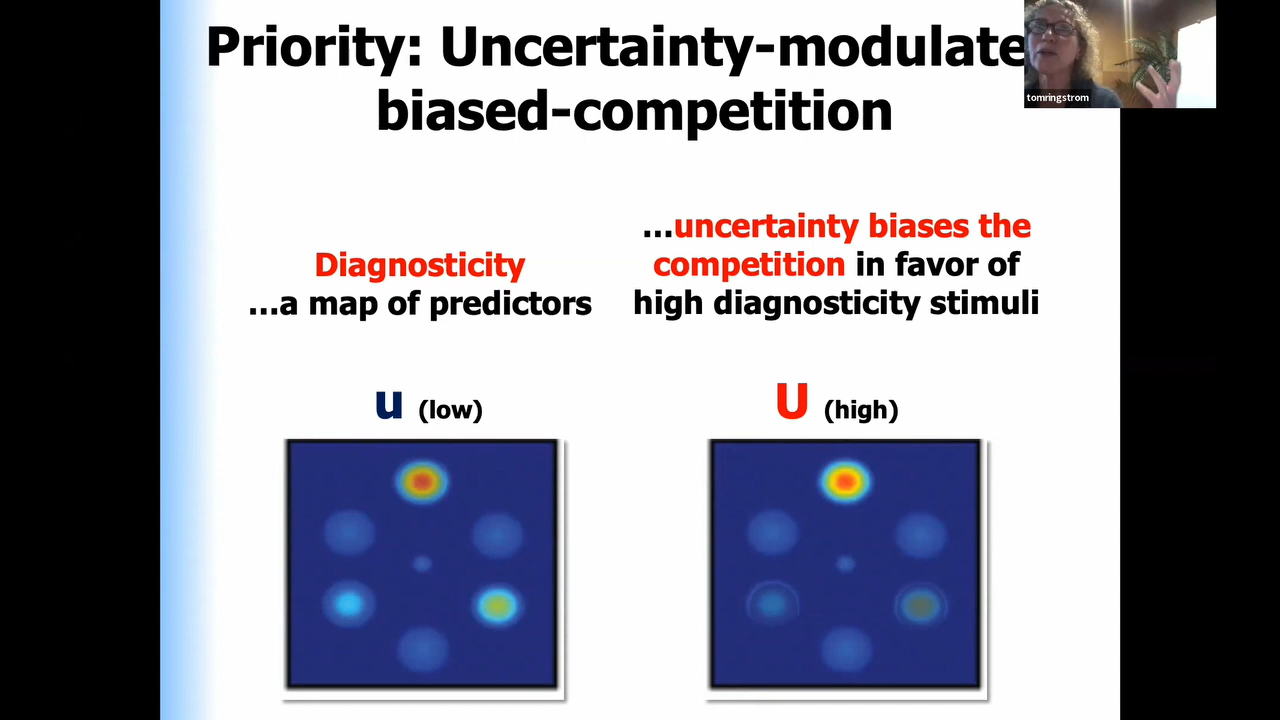 Priority: Uncertainty-modulate
biased-competition
tomringstrom
Diagnosticity
...a map of predictors
...uncertainty biases the
competition in favor of
high diagnosticity stimuli
u (low)
U (high)